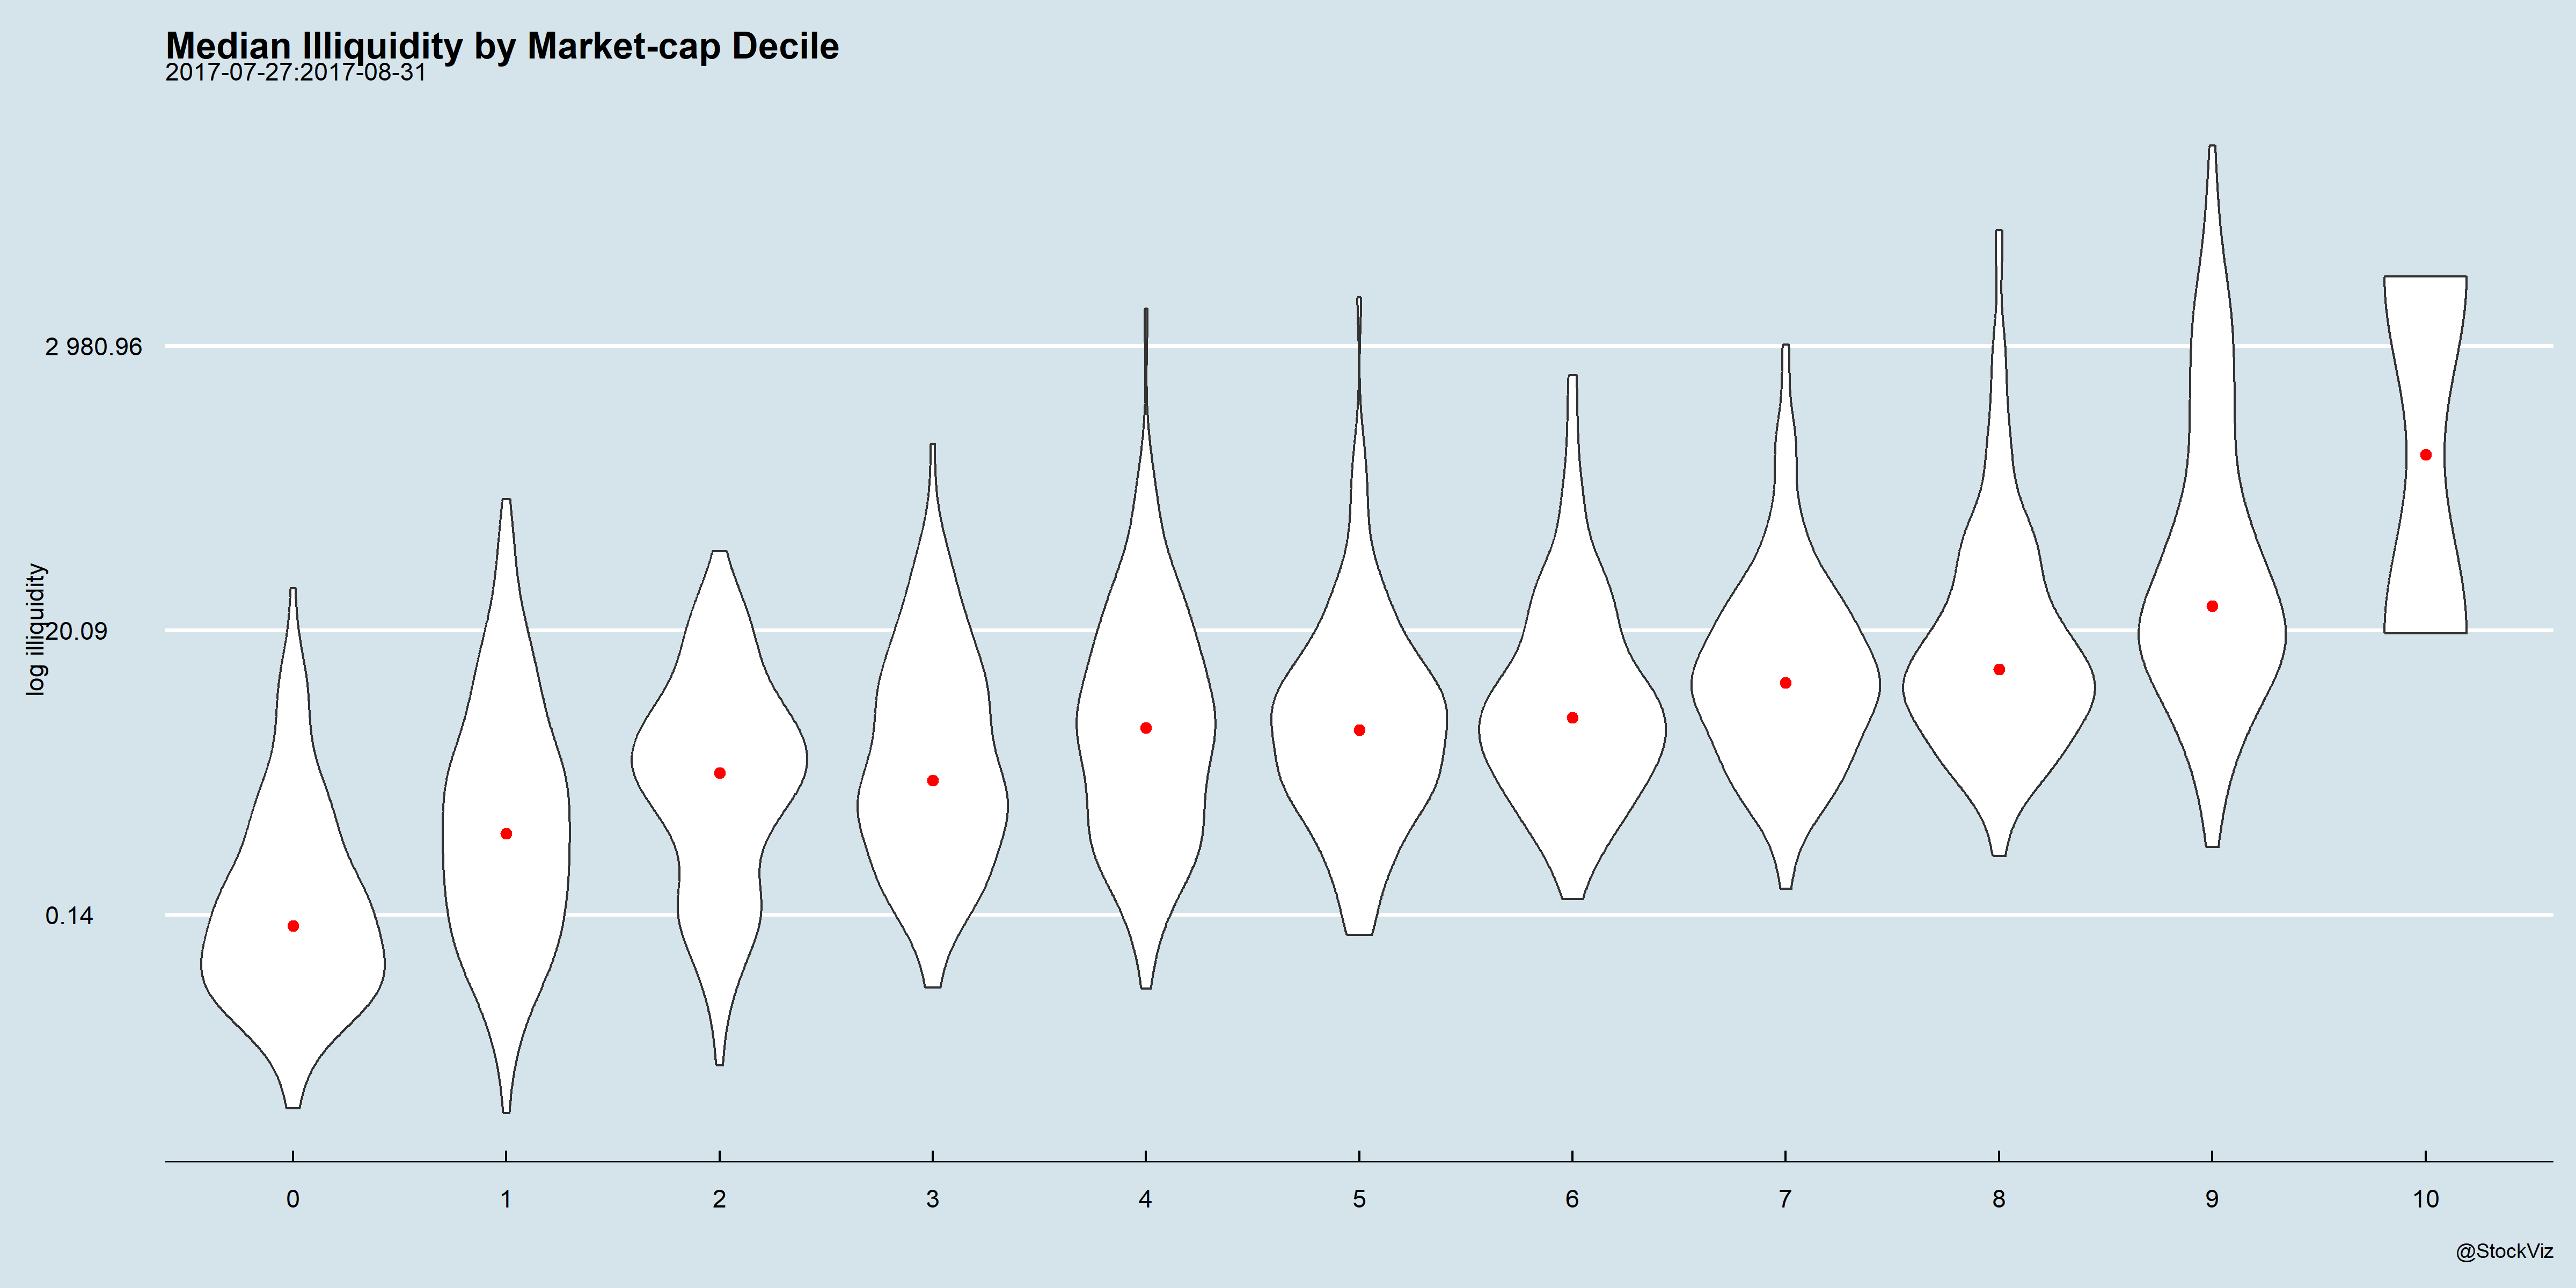 Median Illiquidity by Market-cap Decile
2017-07-27:2017-08-31
2 980.96
20.09
0.14
log illiquidity
0 1 2 3 4 5 6 7 8 9 10
@StockViz